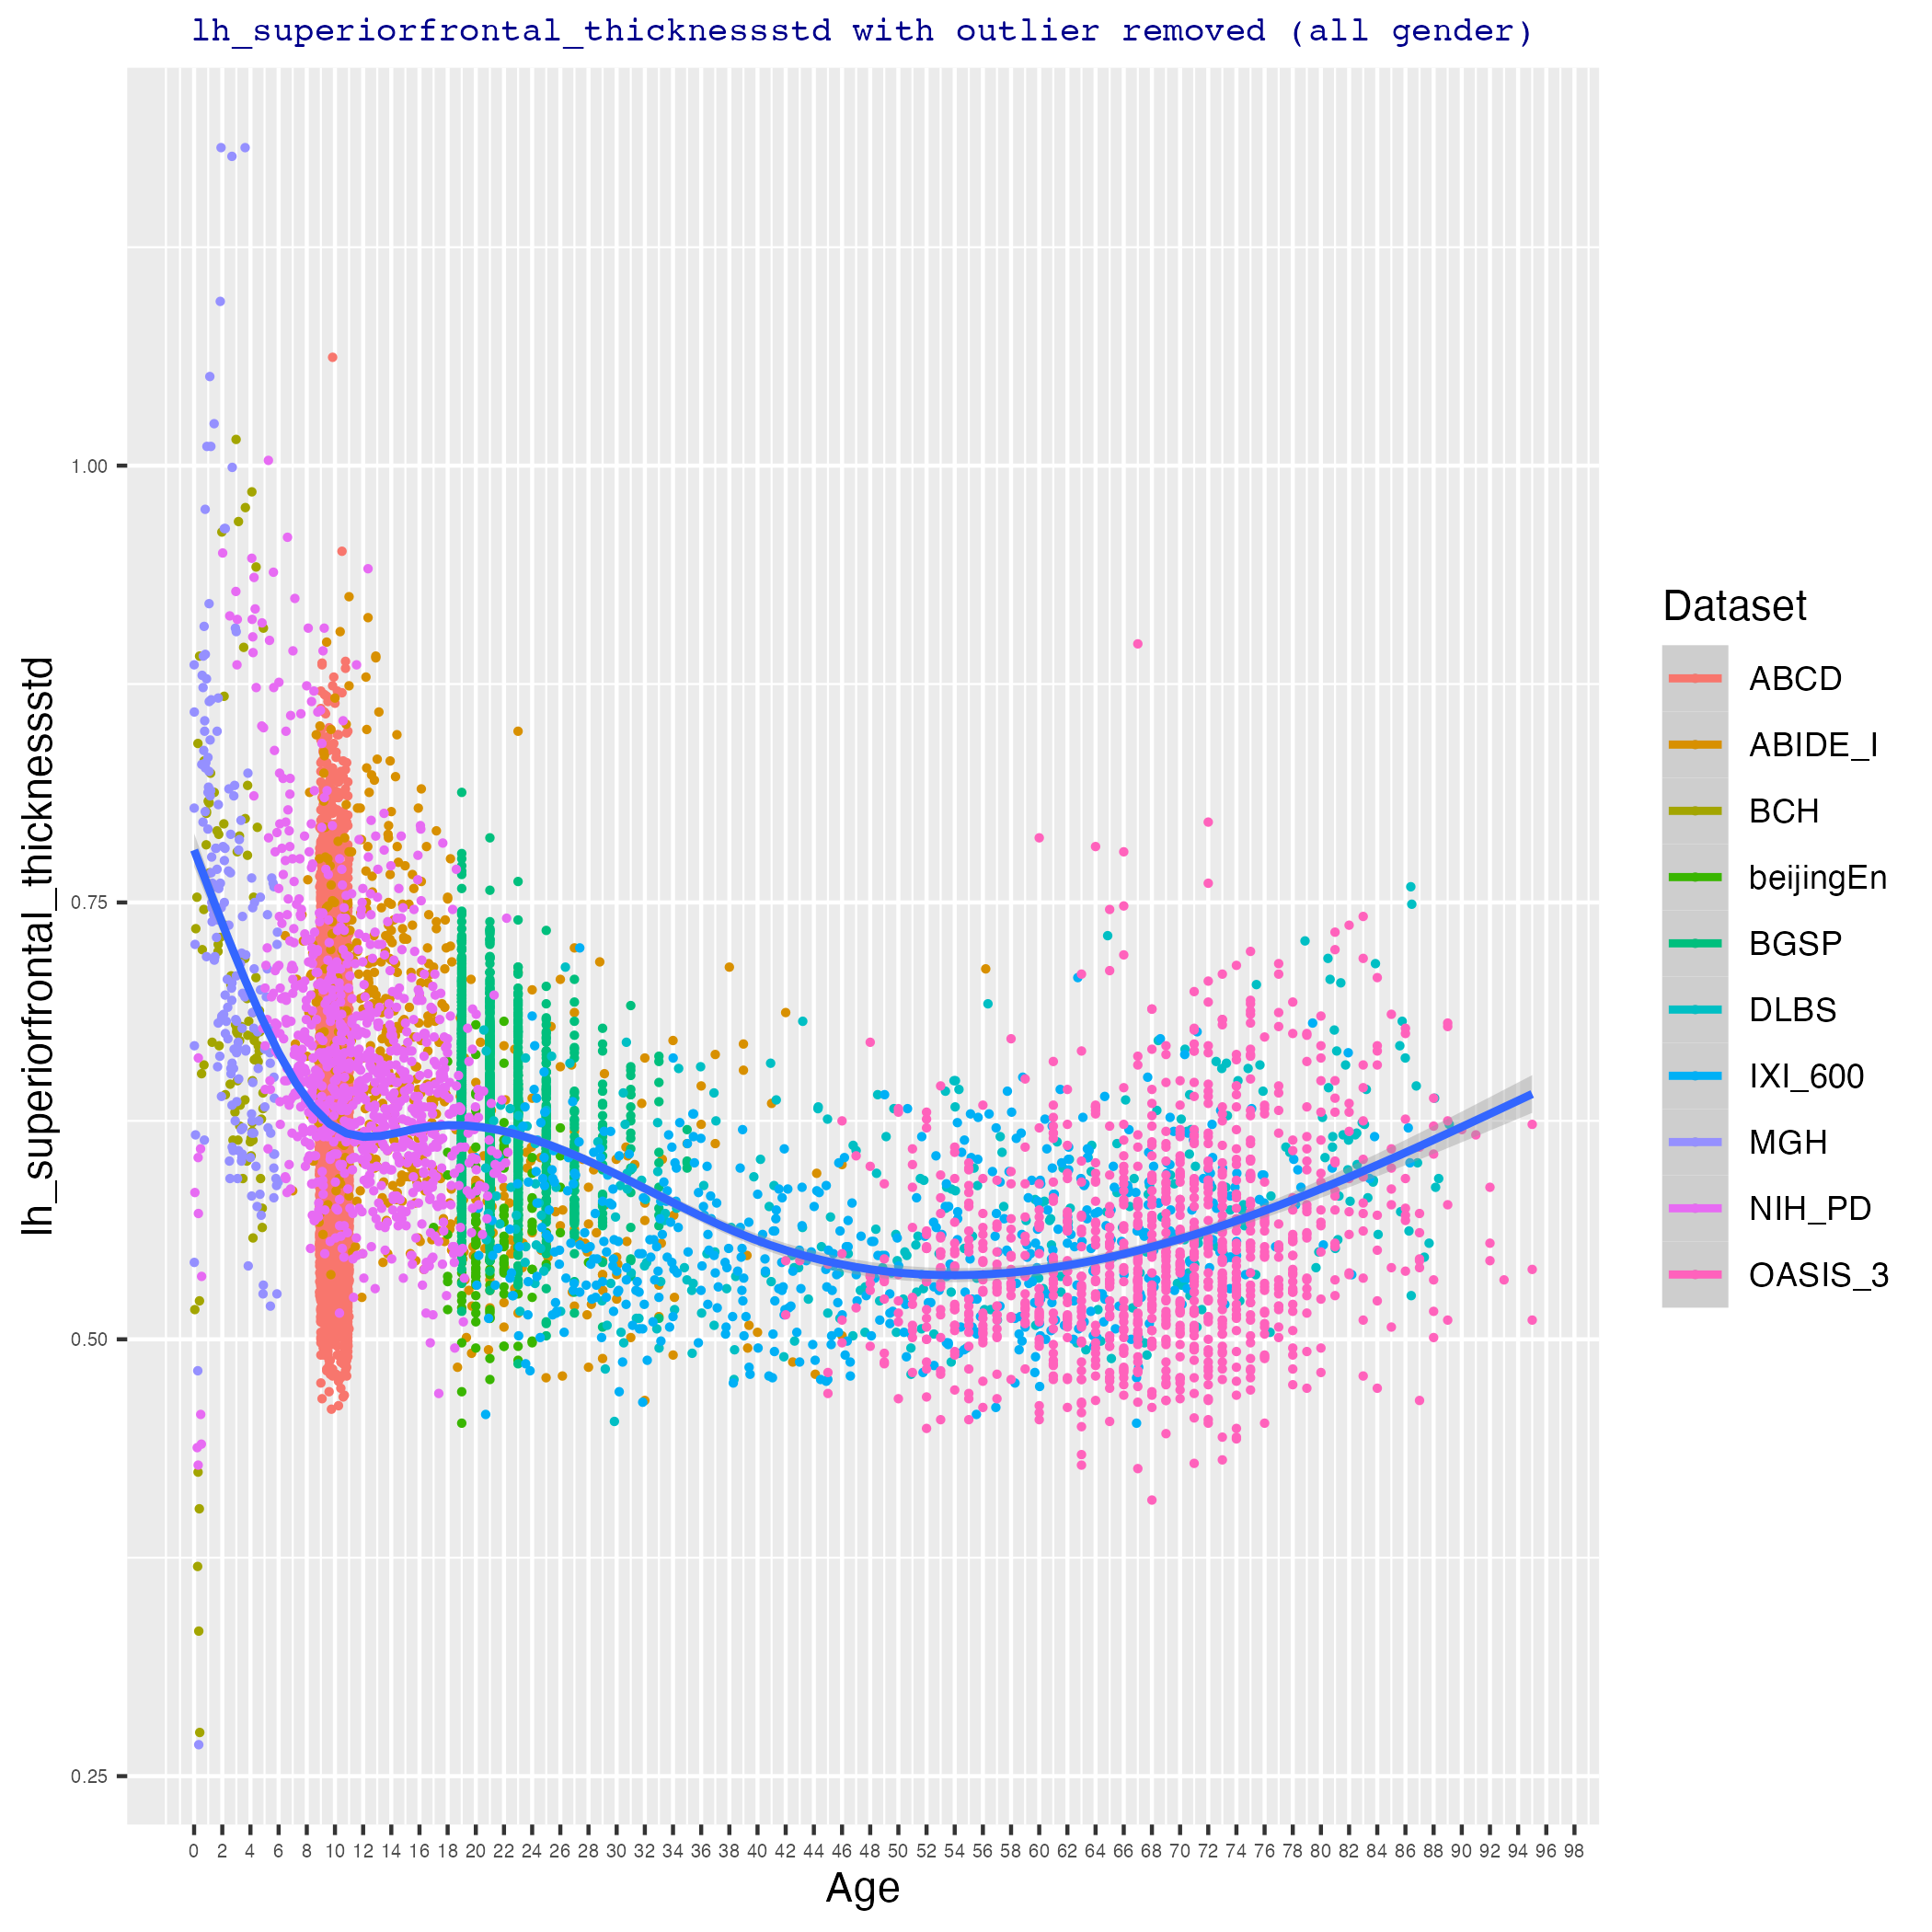 lh_superiorfrontal_thicknessstd with outlier removed (all gender)
lh_superiorfrontal_thicknessstd
1.00
0.75
0.50
0.25
0 2 4 6 8 10 12 14 16 18 20 22 24 26 28 30 32 34 36 38 40 42 44 46 48 50 52 54 56 58 60 62 64 66 68 70 72 74 76 78 80 82 84 86 88 90 92 94 96 98
Age
Dataset
ABCD
ABIDE_I
BCH
beijingEn
BGSP
DLBS
IXI_600
MGH
NIH_PD
OASIS_3